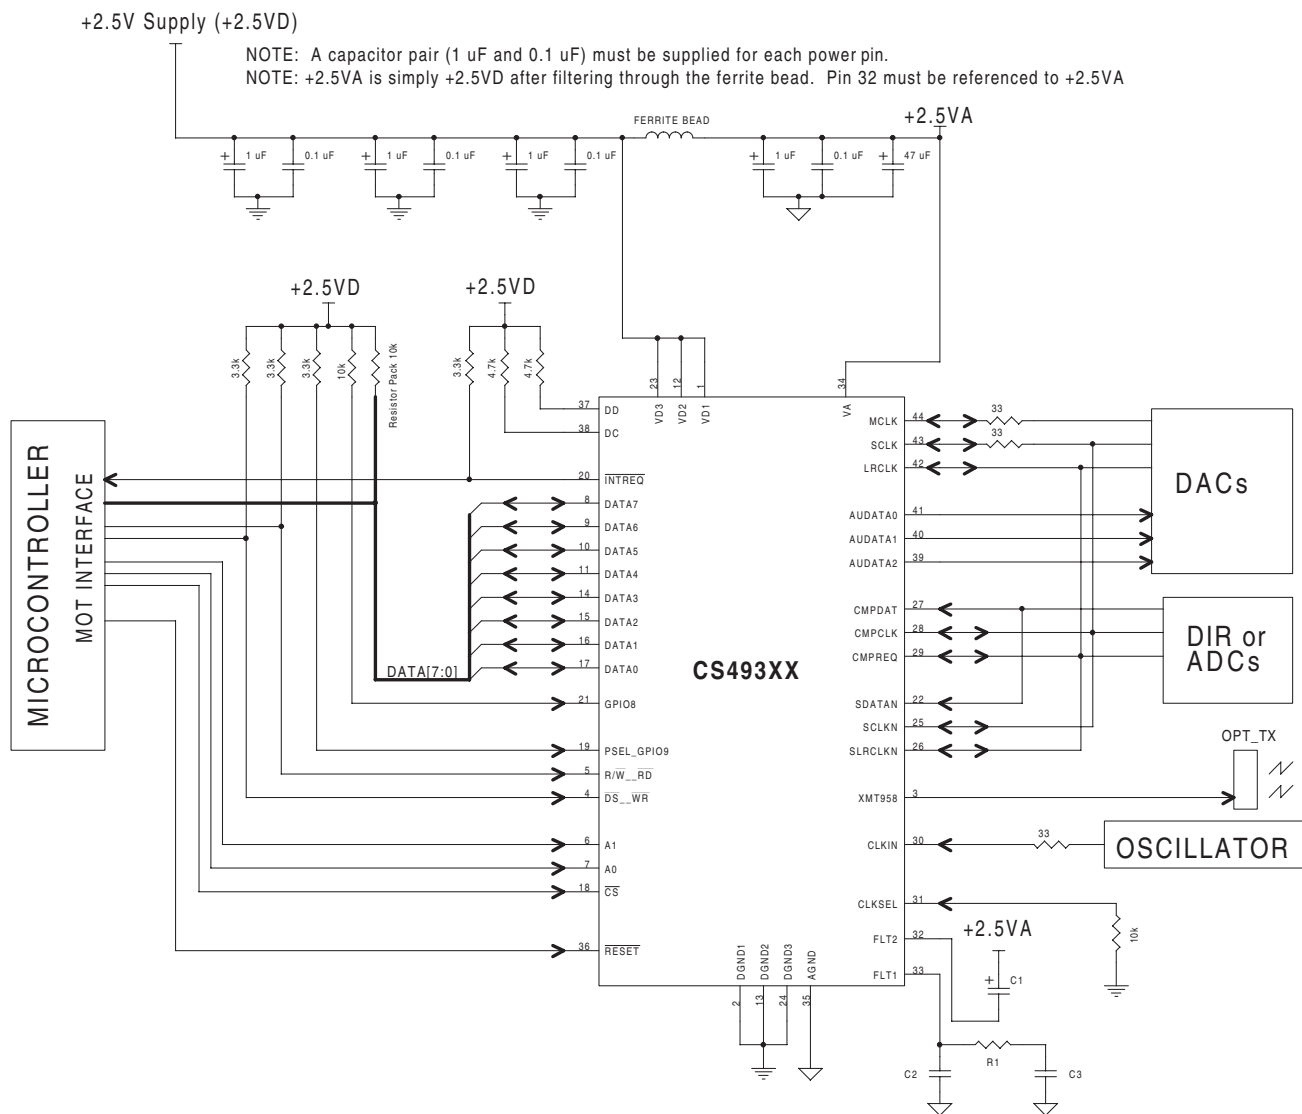 +2.5V Supply (+2.5VD)
NOTE: A capacitor pair (1 uF and 0.1 uF) must be supplied for each power pin.
NOTE: +2.5VA is simply +2.5VD after filtering through the ferrite bead. Pin 32 must be referenced to +2.5VA
FERRITE BEAD
+2.5VA
+ 1 uF
0.1 uF
+ 1 uF
0.1 uF
+ 1 uF
0.1 uF
+ 1 uF
0.1 uF
+ 47 uF
+2.5VD
+2.5VD
3.3k
3.3k
3.3k
10k
Resistor Pack 10k
3.3k
4.7k
4.7k
23
12
1
34
VD3
VD2
VD1
VA
MICROCONTROLLER
MOT INTERFACE
37 DD
38 DC
20 INTREQ
8 DATA7
9 DATA6
10 DATA5
11 DATA4
14 DATA3
15 DATA2
16 DATA1
17 DATA0
DATA[7:0]
21 GPIO8
19 PSEL_GPIO9
5 R/W__RD
4 DS__WR
6 A1
7 A0
18 CS
36 RESET
CS493XX
MCLK 44
33
SCLK 43
33
LRCLK 42
AUDATA0 41
AUDATA1 40
AUDATA2 39
DACs
CMPDAT 27
CMPCLK 28
CMPREQ 29
SDATAN 22
SCLKN 25
SLRCLKN 26
DIR or
ADCs
OPT_TX
XMT958 3
CLKIN 30
33
OSCILLATOR
CLKSEL 31
10k
FLT2 32
+2.5VA
FLT1 33
+ C1
DGND1
DGND2
DGND3
AGND
2
13
24
35
R1
C2
C3